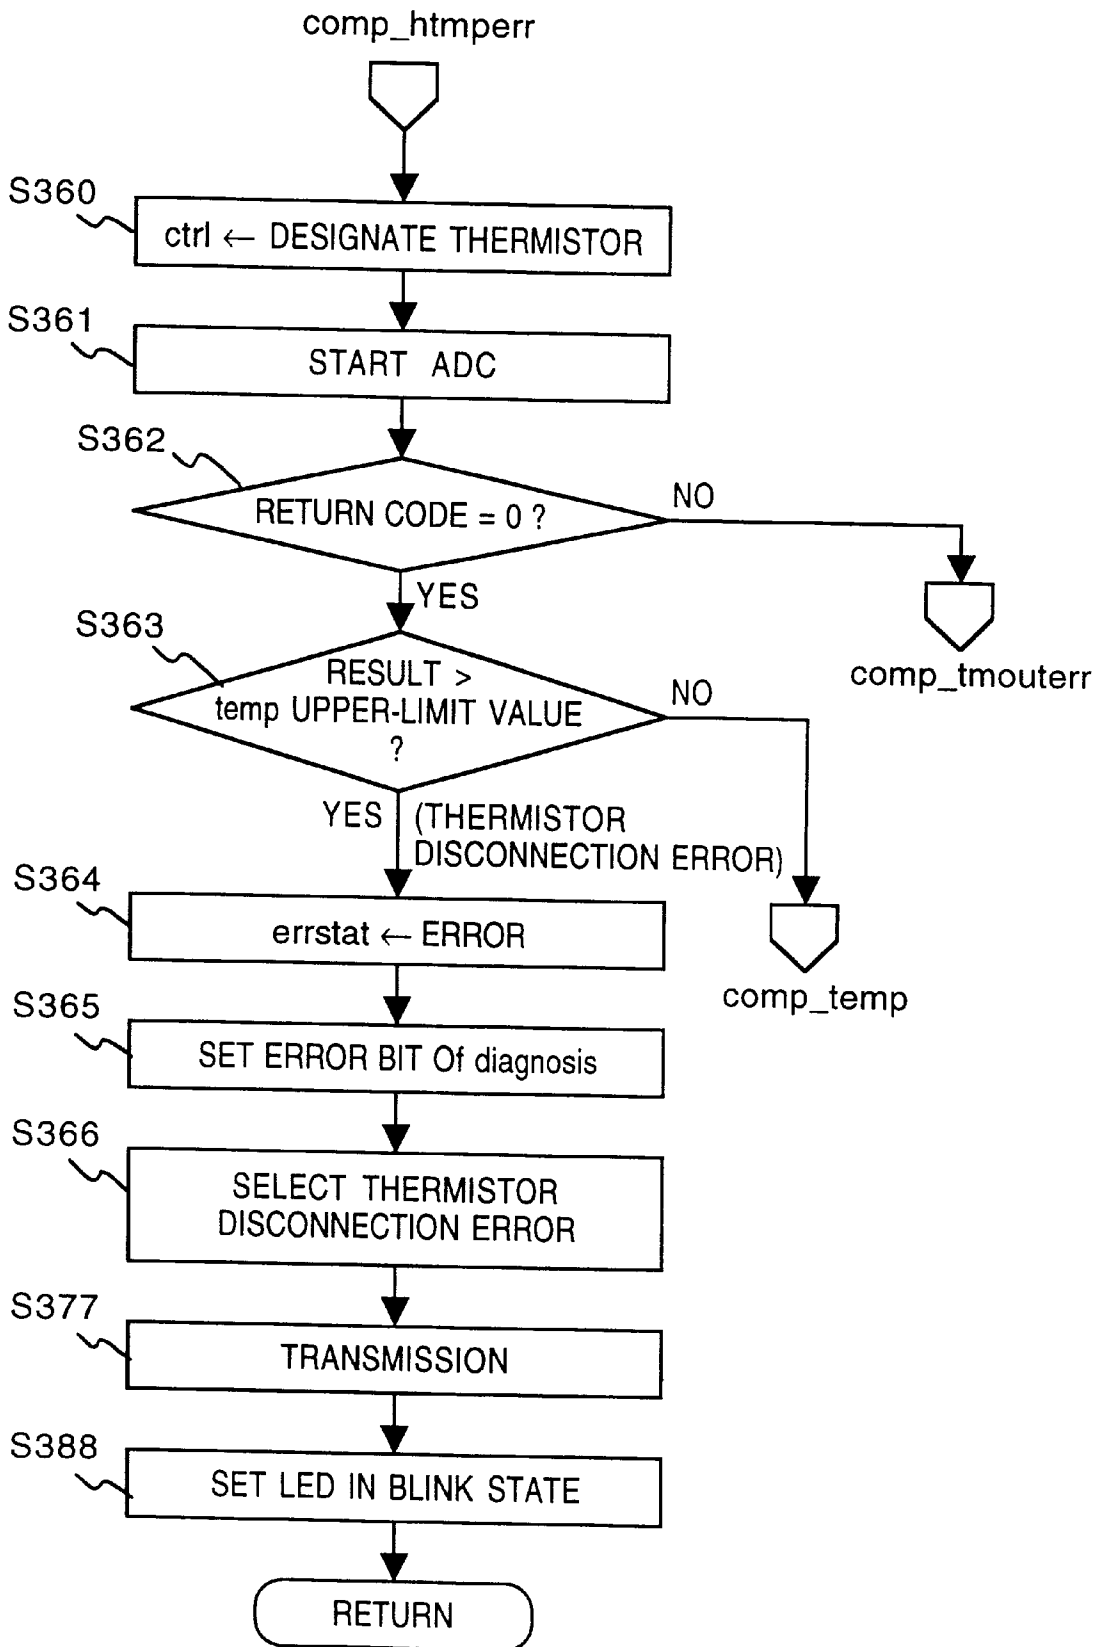 comp_htmperr
S360
ctrl ← DESIGNATE THERMISTOR
S361
START ADC
S362
RETURN CODE = 0 ?
NO
YES
comp_tmouterr
S363
RESULT >
temp UPPER-LIMIT VALUE
?
NO
YES
(THERMISTOR
DISCONNECTION ERROR)
comp_temp
S364
errstat ← ERROR
S365
SET ERROR BIT Of diagnosis
S366
SELECT THERMISTOR
DISCONNECTION ERROR
S377
TRANSMISSION
S388
SET LED IN BLINK STATE
RETURN